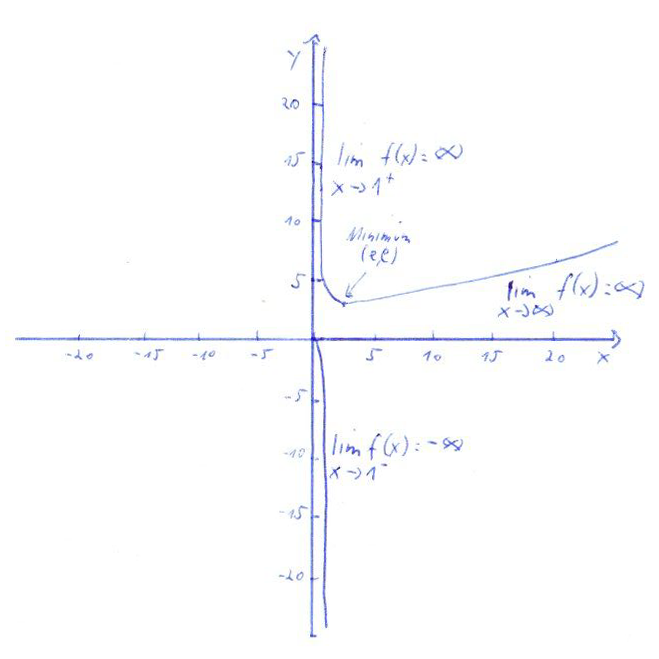 Y
20
15
lim f(x) = ∞
x→1⁺
10
Minimum
(e,e)
5
lim f(x) = ∞
x→∞
-20 -15 -10 -5 5 10 15 20 x
-5
lim f(x) = -∞
-10
x→1⁻
-15
-20